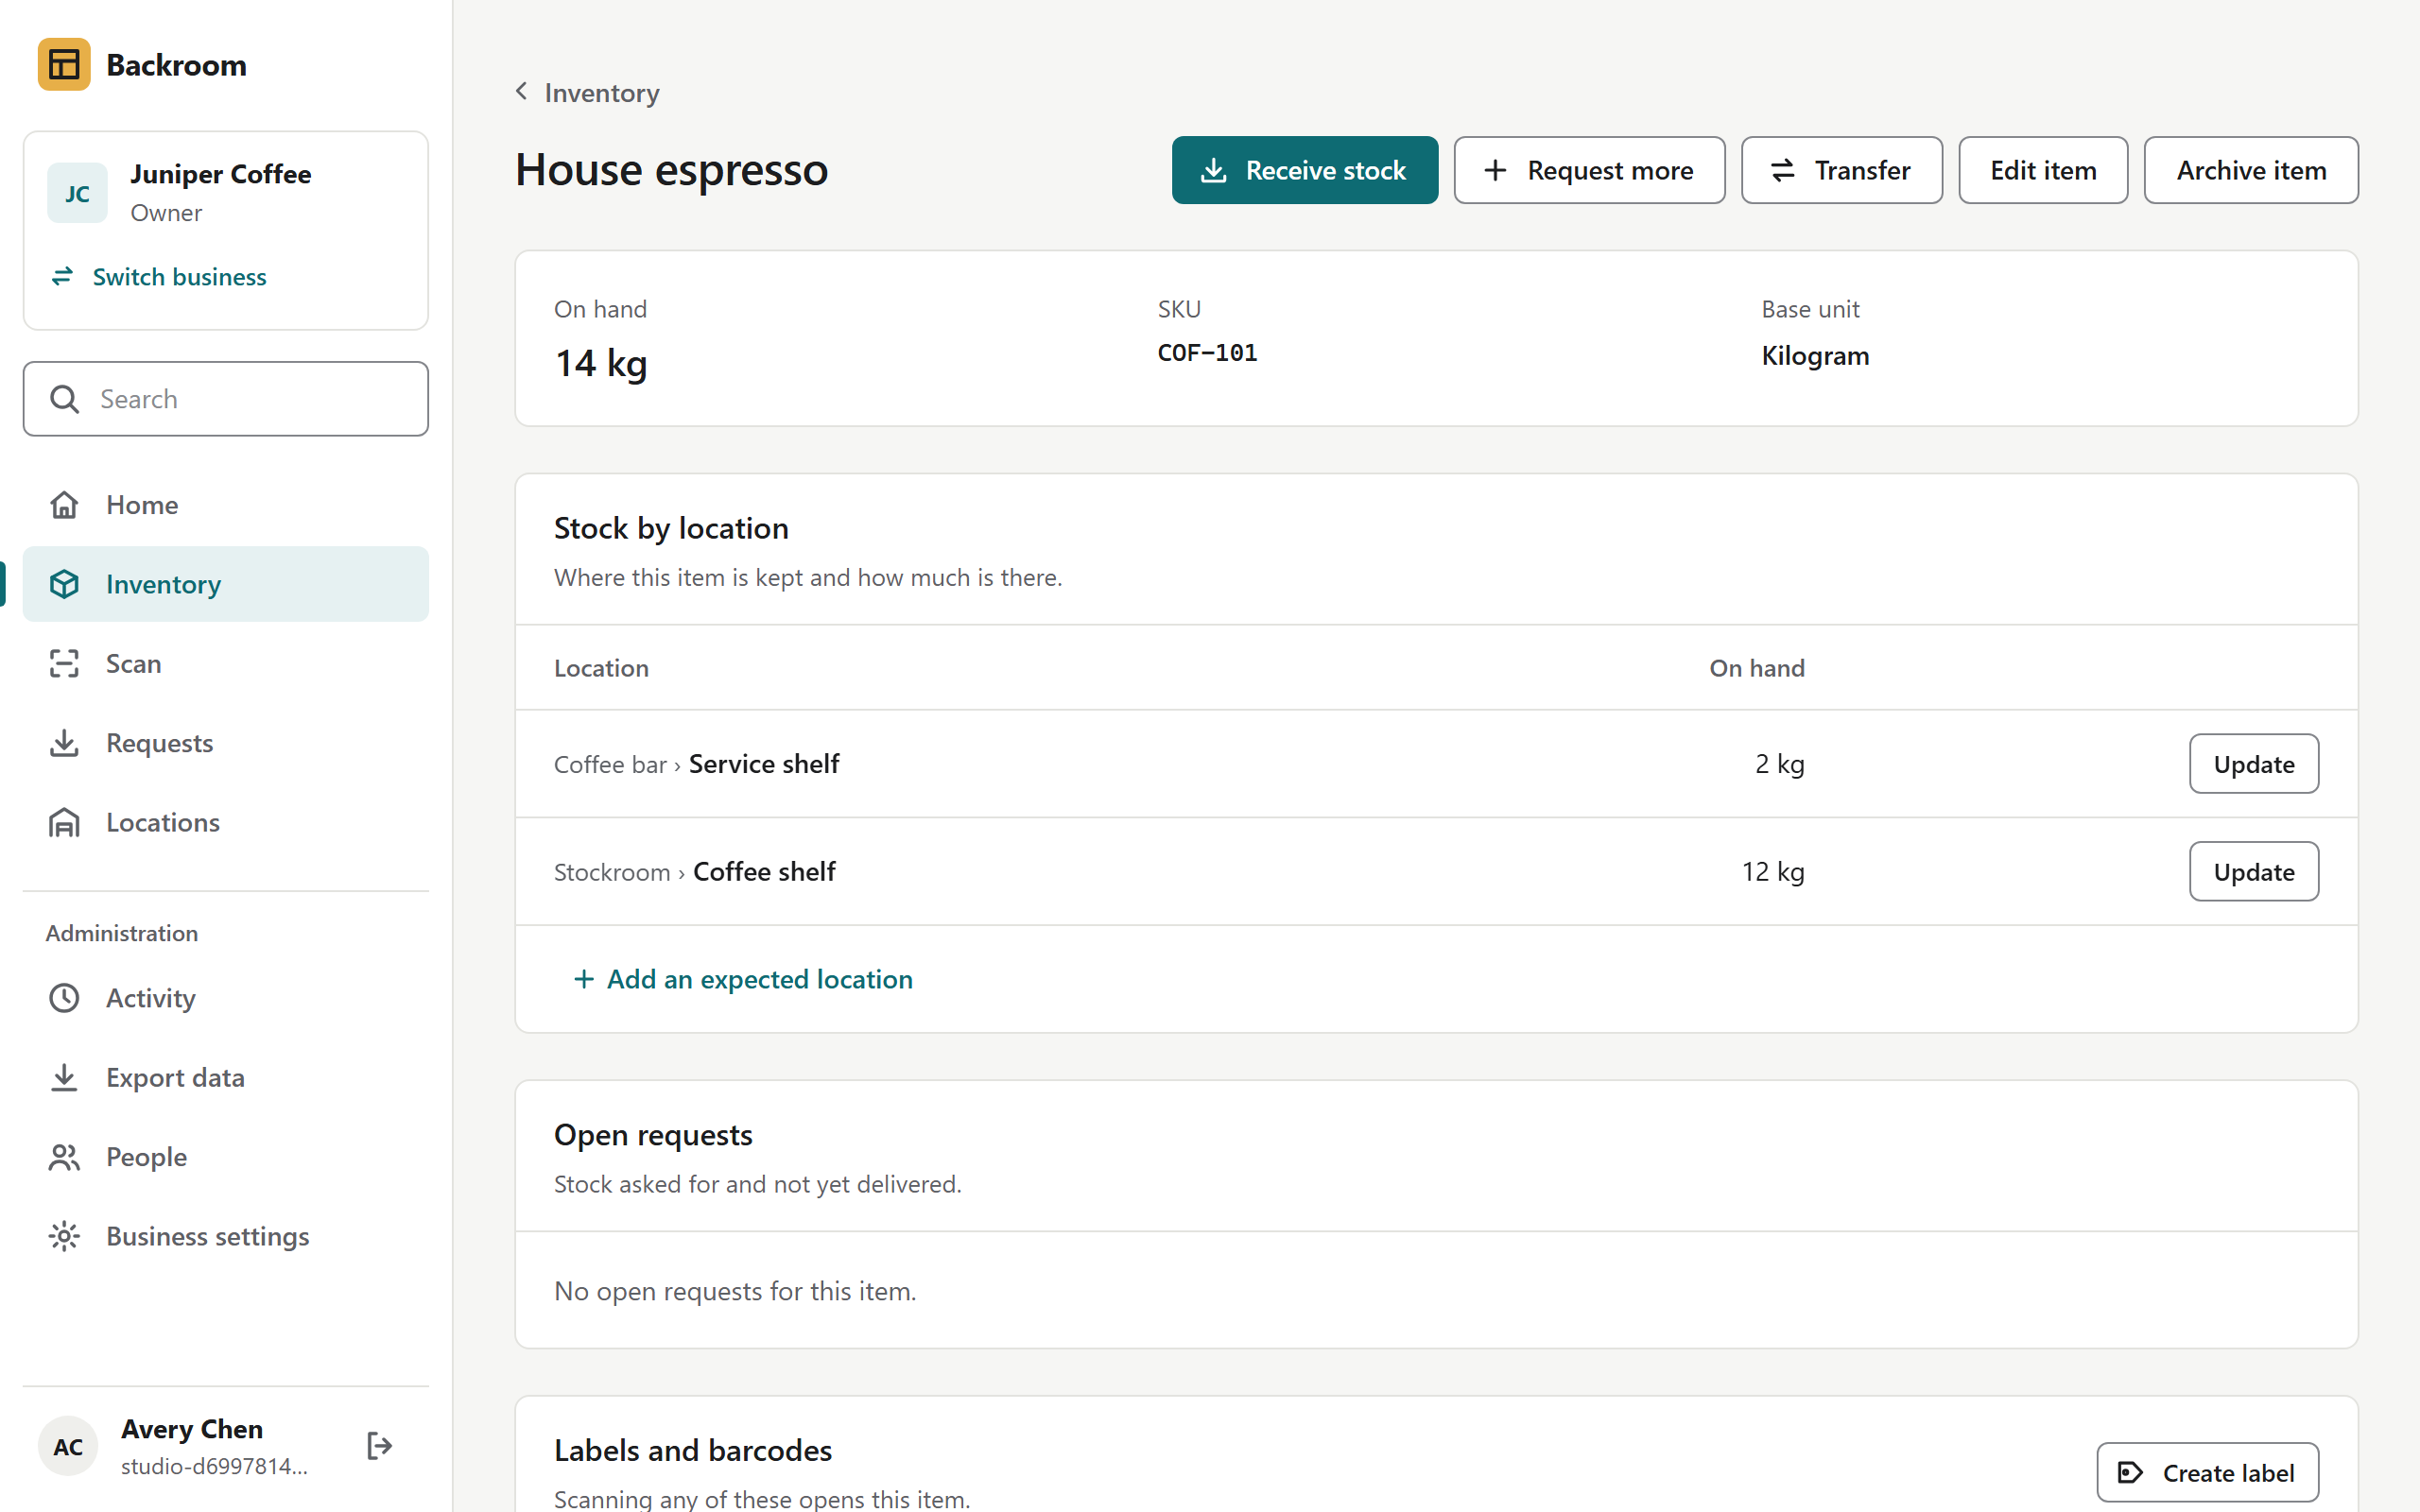 Backroom
JC
Juniper Coffee
Owner
Switch business
Search
Home
Inventory
Scan
Requests
Locations
Administration
Activity
Export data
People
Business settings
AC
Avery Chen
studio-d6997814...
Inventory
House espresso
Receive stock
Request more
Transfer
Edit item
Archive item
On hand
14 kg
SKU
COF-101
Base unit
Kilogram
Stock by location
Where this item is kept and how much is there.
Location
On hand
Coffee bar › Service shelf
2 kg
Update
Stockroom › Coffee shelf
12 kg
Update
Add an expected location
Open requests
Stock asked for and not yet delivered.
No open requests for this item.
Labels and barcodes
Scanning any of these opens this item.
Create label